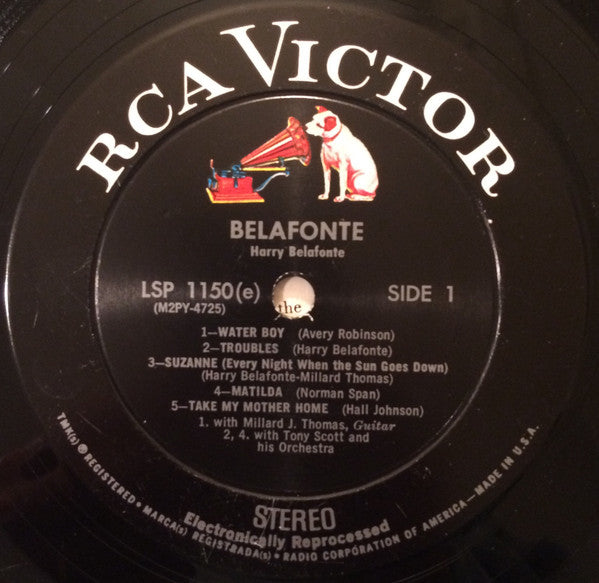 RCA VICTOR
BELAFONTE
Harry Belafonte
LSP 1150(e)
(M2PY-4725)
the
SIDE 1
1—WATER BOY (Avery Robinson)
2—TROUBLES (Harry Belafonte)
3—SUZANNE (Every Night When the Sun Goes Down)
(Harry Belafonte-Millard Thomas)
4—MATILDA (Norman Span)
5—TAKE MY MOTHER HOME (Hall Johnson)
1. with Millard J. Thomas, Guitar
2, 4. with Tony Scott and
his Orchestra
STEREO
Electronically Reprocessed
TMK(s) ® REGISTERED • MARCA(s) REGISTRADA(s) • RADIO CORPORATION OF AMERICA—MADE IN U.S.A.